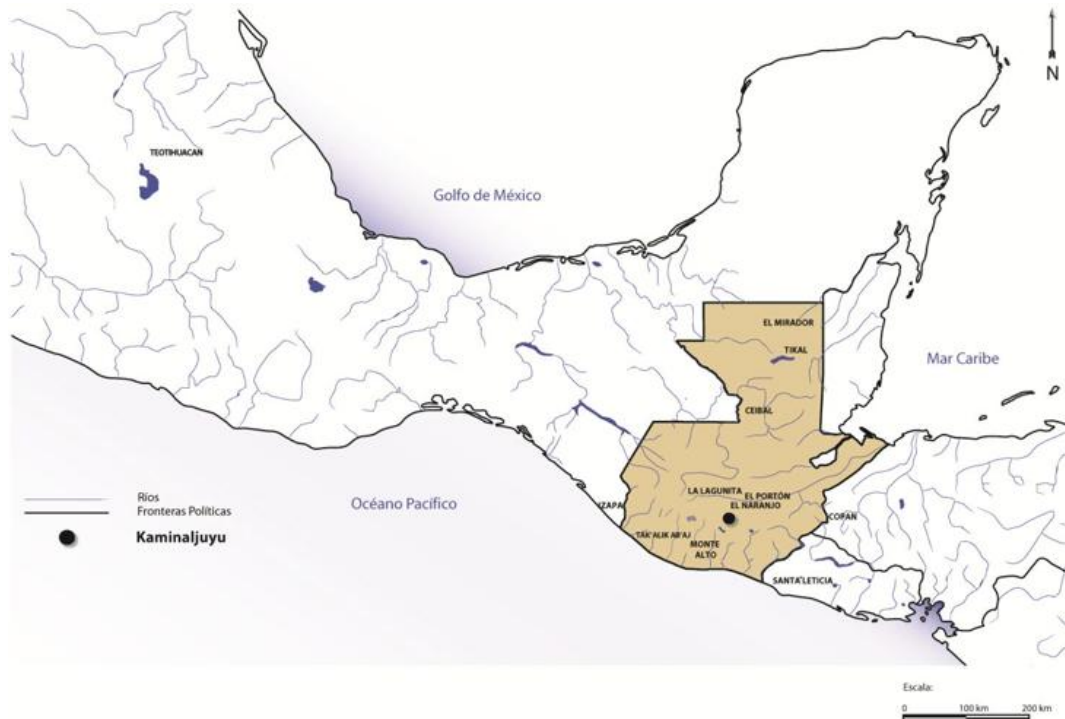 N
TEOTIHUACAN
Golfo de México
EL MIRADOR
TIKAL
Mar Caribe
CEIBAL
Ríos
Fronteras Políticas
Kaminaljuyu
Océano Pacífico
IZAPA
LA LAGUNITA
EL PORTÓN
EL NARANJO
COPAN
TAK'ALIK AB'AJ
MONTE
ALTO
SANTA LETICIA
Escala:
0 100 km 200 km